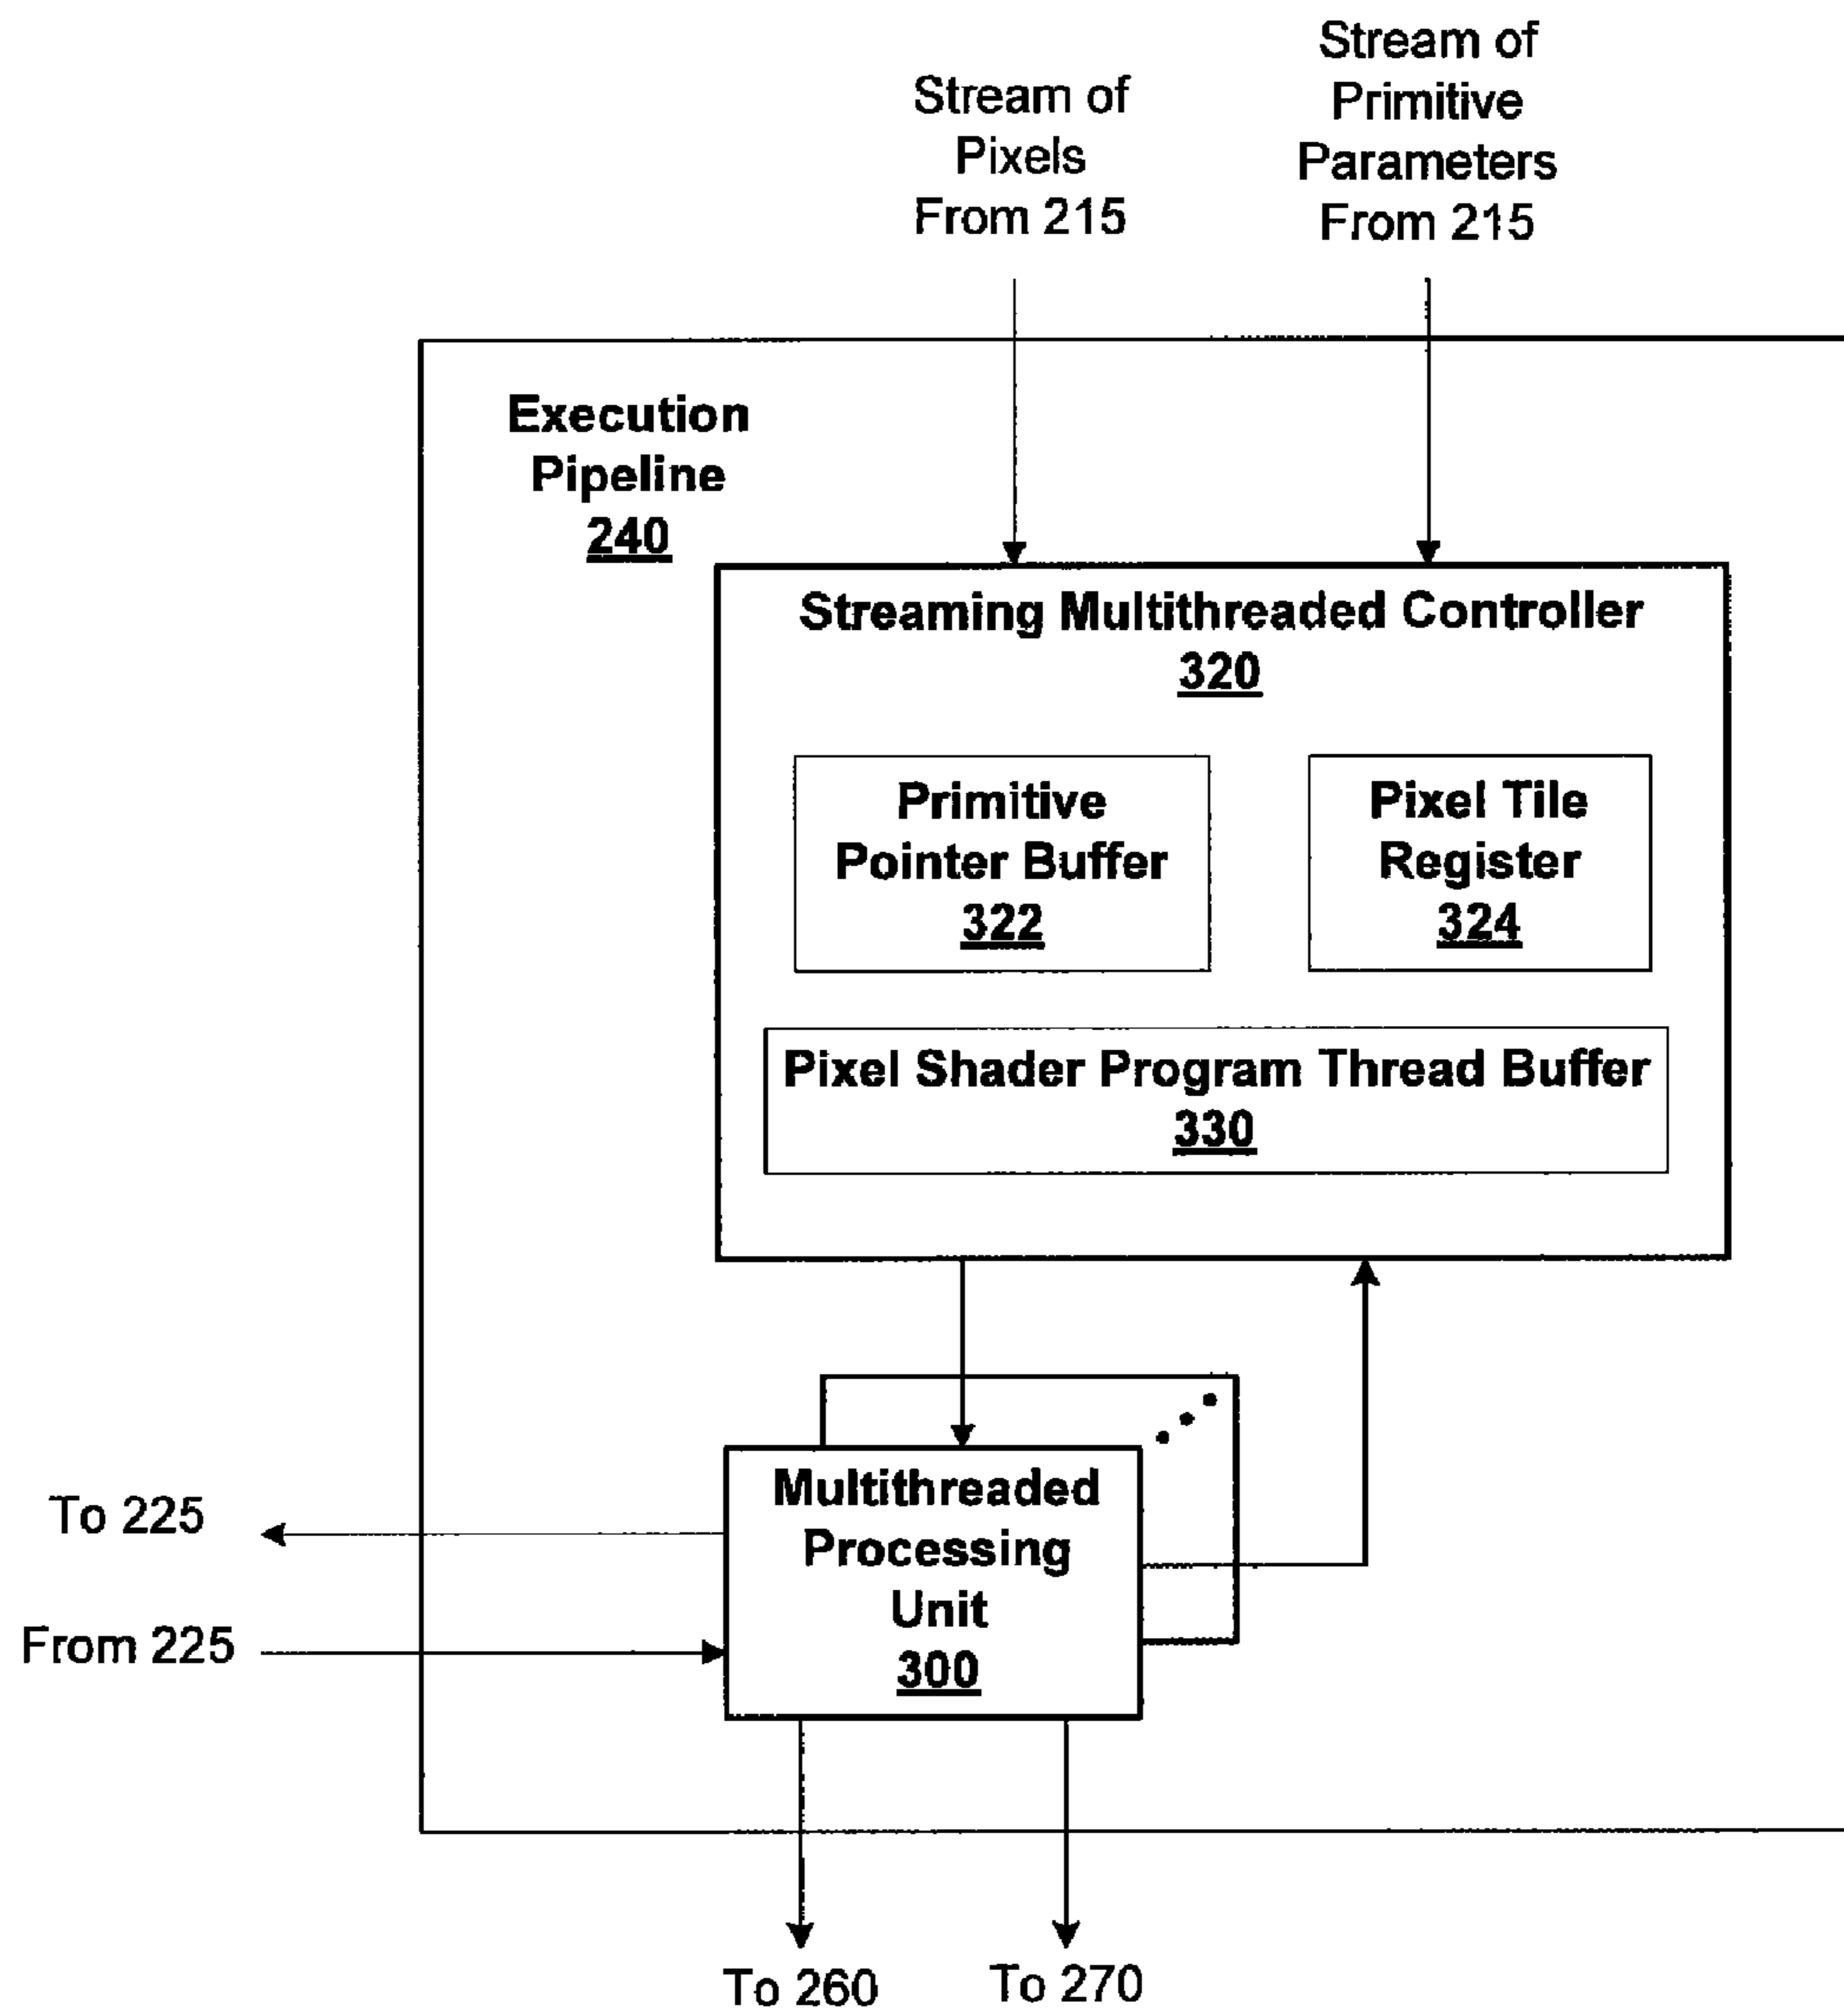 Stream of
Pixels
From 215
Stream of
Primitive
Parameters
From 215
Execution
Pipeline
240
Streaming Multithreaded Controller
320
Primitive
Pointer Buffer
322
Pixel Tile
Register
324
Pixel Shader Program Thread Buffer
330
Multithreaded
Processing
Unit
300
To 225
From 225
To 260
To 270